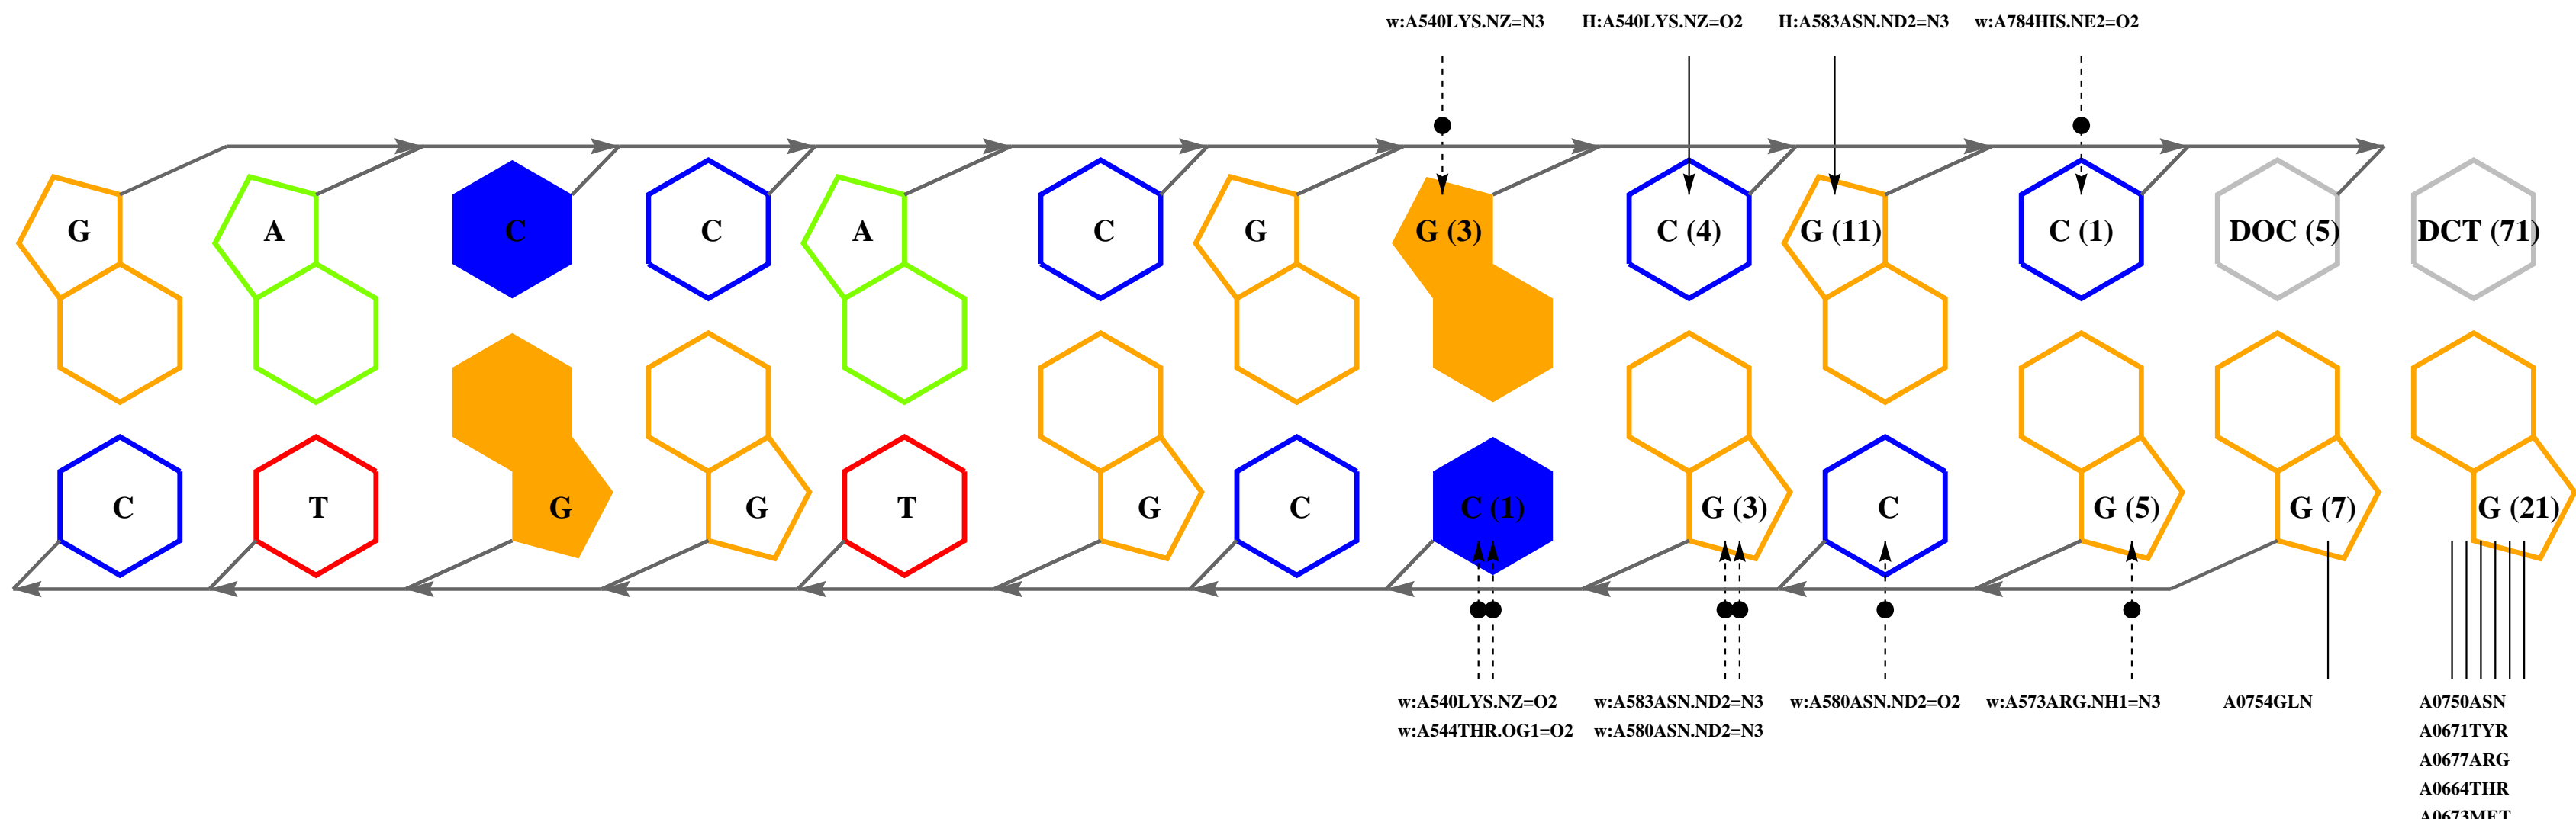 w:A540LYS.NZ=N3 H:A540LYS.NZ=O2 H:A583ASN.ND2=N3 w:A784HIS.NE2=O2
G A C C A C G G (3) C (4) G (11) C (1) DOC (5) DCT (71)
C T G G T G C C (1) G (3) C G (5) G (7) G (21)
w:A540LYS.NZ=O2 w:A583ASN.ND2=N3 w:A580ASN.ND2=O2 w:A573ARG.NH1=N3 A0754GLN A0750ASN
w:A544THR.OG1=O2 w:A580ASN.ND2=N3 A0671TYR
A0677ARG
A0664THR
A0673MET